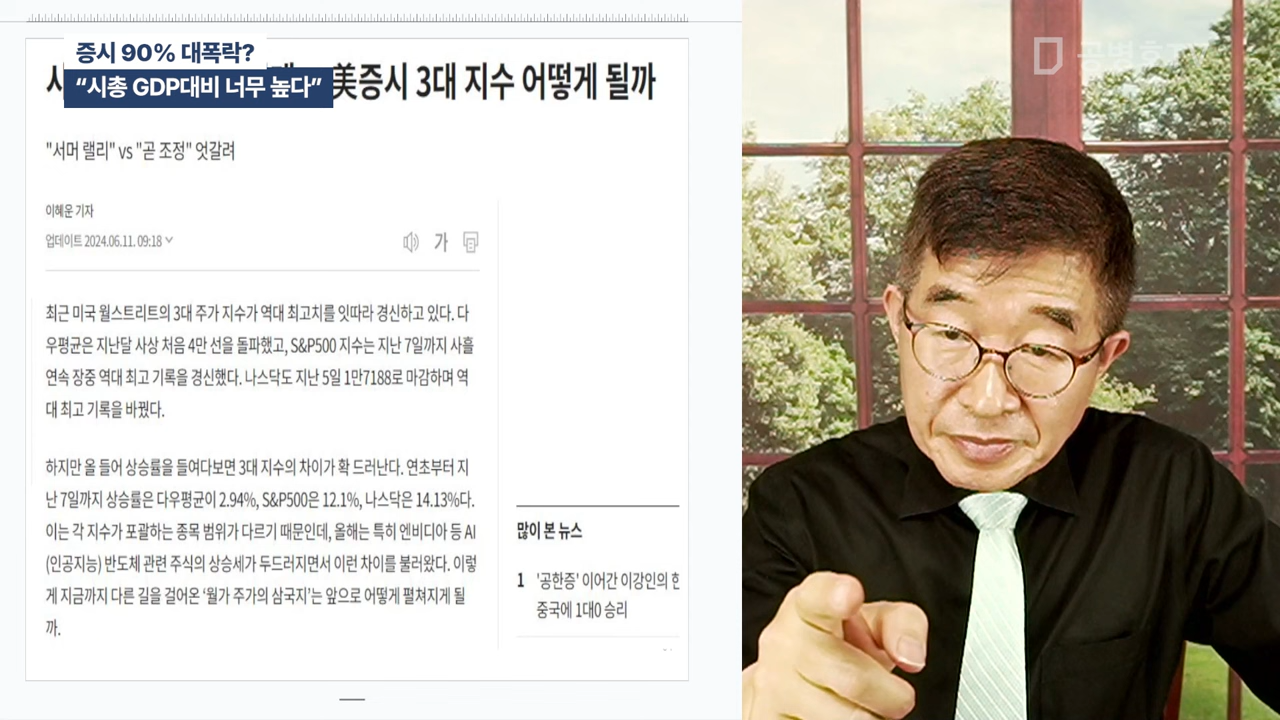 증시 90% 대폭락?
“시총 GDP대비 너무 높다”
美증시 3대 지수 어떻게 될까
공병호
"서머 랠리" vs "곧 조정" 엇갈려
이혜운 기자
업데이트 2024.06.11. 09:18
가
최근 미국 월스트리트의 3대 주가 지수가 역대 최고치를 잇따라 경신하고 있다. 다
우평균은 지난달 사상 처음 4만 선을 돌파했고, S&P500 지수는 지난 7일까지 사흘
연속 장중 역대 최고 기록을 경신했다. 나스닥도 지난 5일 1만7188로 마감하며 역
대 최고 기록을 바꿨다.
하지만 올 들어 상승률을 들여다보면 3대 지수의 차이가 확 드러난다. 연초부터 지
난 7일까지 상승률은 다우평균이 2.94%, S&P500은 12.1%, 나스닥은 14.13%다.
이는 각 지수가 포괄하는 종목 범위가 다르기 때문인데, 올해는 특히 엔비디아 등 AI
(인공지능) 반도체 관련 주식의 상승세가 두드러지면서 이런 차이를 불러왔다. 이렇
게 지금까지 다른 길을 걸어온 ‘월가 주가의 삼국지’는 앞으로 어떻게 펼쳐지게 될
까.
많이 본 뉴스
1 '공한증' 이어간 이강인의 한
중국에 1대0 승리